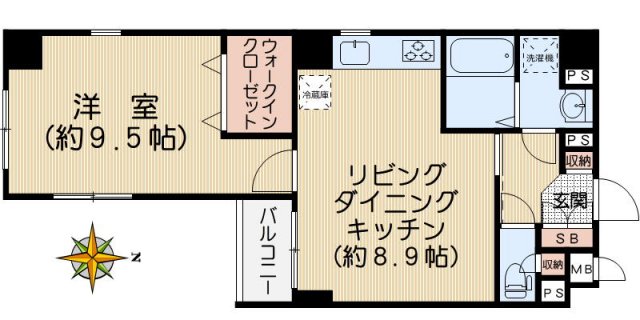 洋室
(約9.5帖)
ウォークイン
クローゼット
冷蔵庫
洗濯機
PS
PS
収納
玄関
リビング
ダイニング
キッチン
(約8.9帖)
バルコニー
SB
収納
MB
PS
N